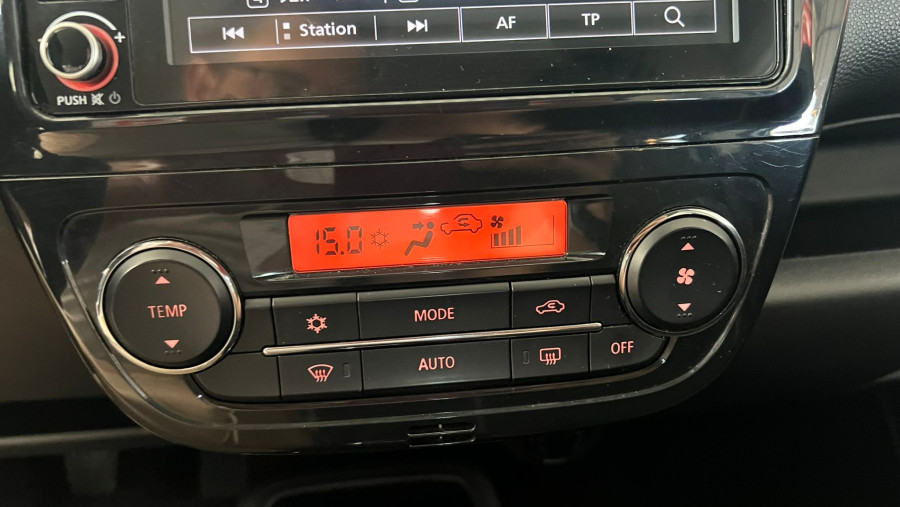 Station
AF
TP
PUSH
15.0
TEMP
MODE
AUTO
OFF